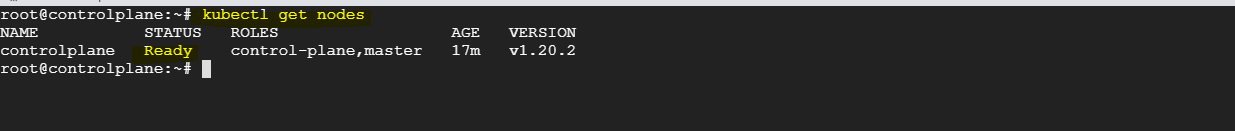 root@controlplane:~# kubectl get nodes
NAME STATUS ROLES AGE VERSION
controlplane Ready control-plane,master 17m v1.20.2
root@controlplane:~#